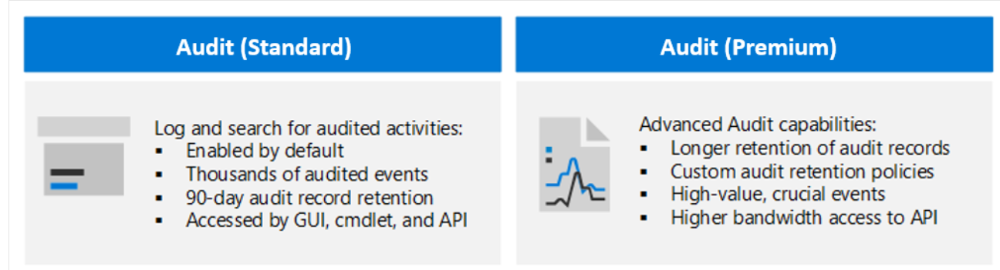 Audit (Standard)
Log and search for audited activities:
▪ Enabled by default
▪ Thousands of audited events
▪ 90-day audit record retention
▪ Accessed by GUI, cmdlet, and API
Audit (Premium)
Advanced Audit capabilities:
▪ Longer retention of audit records
▪ Custom audit retention policies
▪ High-value, crucial events
▪ Higher bandwidth access to API